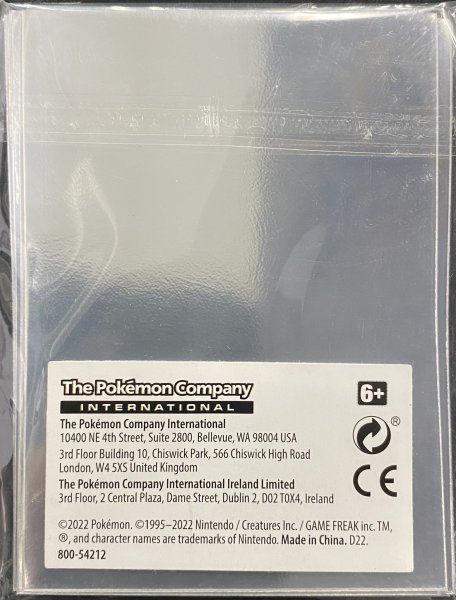 The Pokémon Company
INTERNATIONAL
6+
The Pokémon Company International
10400 NE 4th Street, Suite 2800, Bellevue, WA 98004 USA
3rd Floor Building 10, Chiswick Park, 566 Chiswick High Road
London, W4 5XS United Kingdom
The Pokémon Company International Ireland Limited
3rd Floor, 2 Central Plaza, Dame Street, Dublin 2, D02 T0X4, Ireland
®
CE
©2022 Pokémon. ©1995–2022 Nintendo / Creatures Inc. / GAME FREAK inc. TM,
®, and character names are trademarks of Nintendo. Made in China. D22.
800-54212